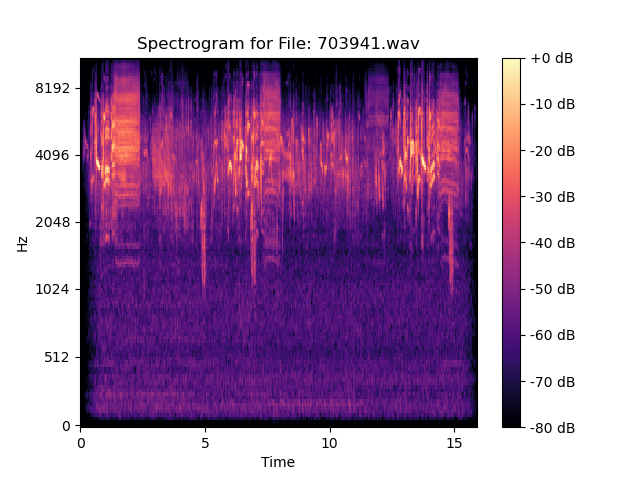 Spectrogram for File: 703941.wav
8192
4096
2048
1024
512
0
Hz
0
5
10
15
Time
+0 dB
-10 dB
-20 dB
-30 dB
-40 dB
-50 dB
-60 dB
-70 dB
-80 dB